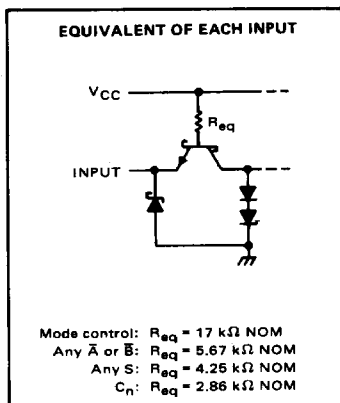 EQUIVALENT OF EACH INPUT
VCC
Req
INPUT
Mode control: Req = 17 kΩ NOM
Any A̅ or B̅: Req = 5.67 kΩ NOM
Any S: Req = 4.25 kΩ NOM
Cn: Req = 2.86 kΩ NOM